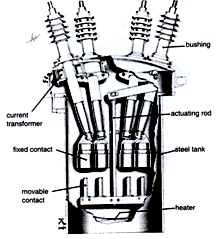 bushing
current
transformer
actuating rod
fixed contact
steel tank
movable
contact
heater